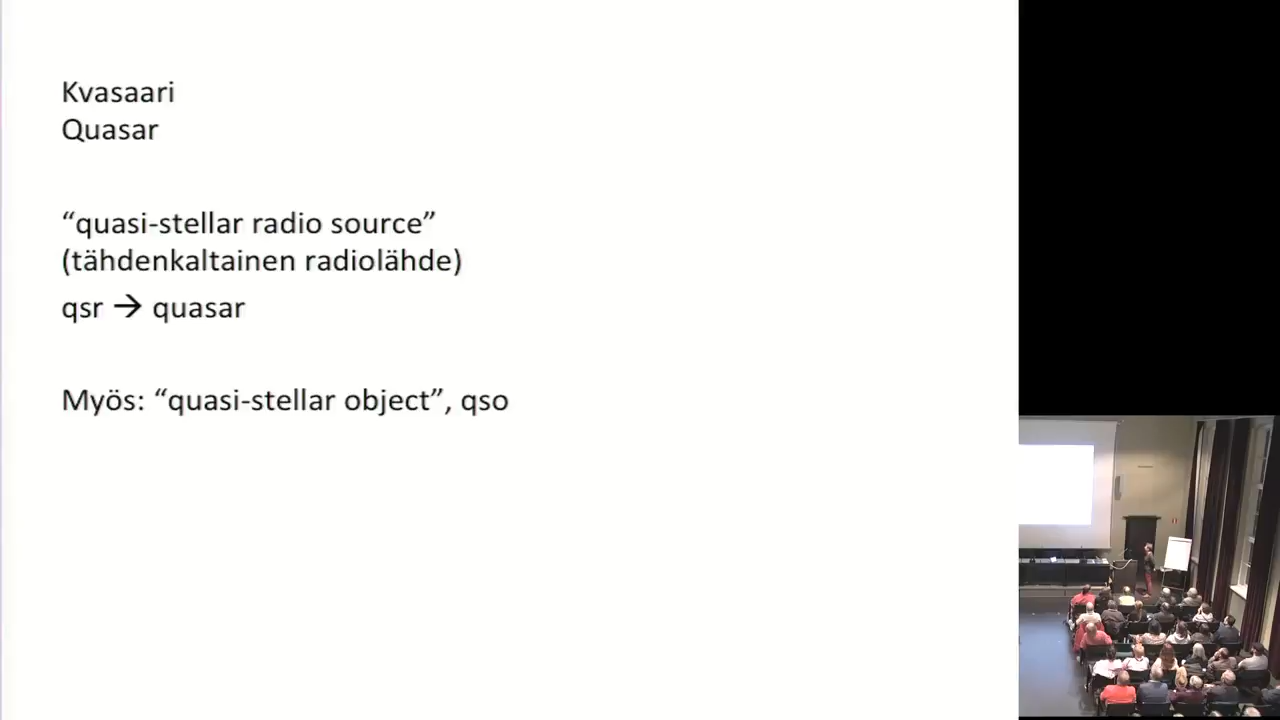 Kvasaari
Quasar
“quasi-stellar radio source”
(tähdenkaltainen radiolähde)
qsr → quasar
Myös: “quasi-stellar object”, qso